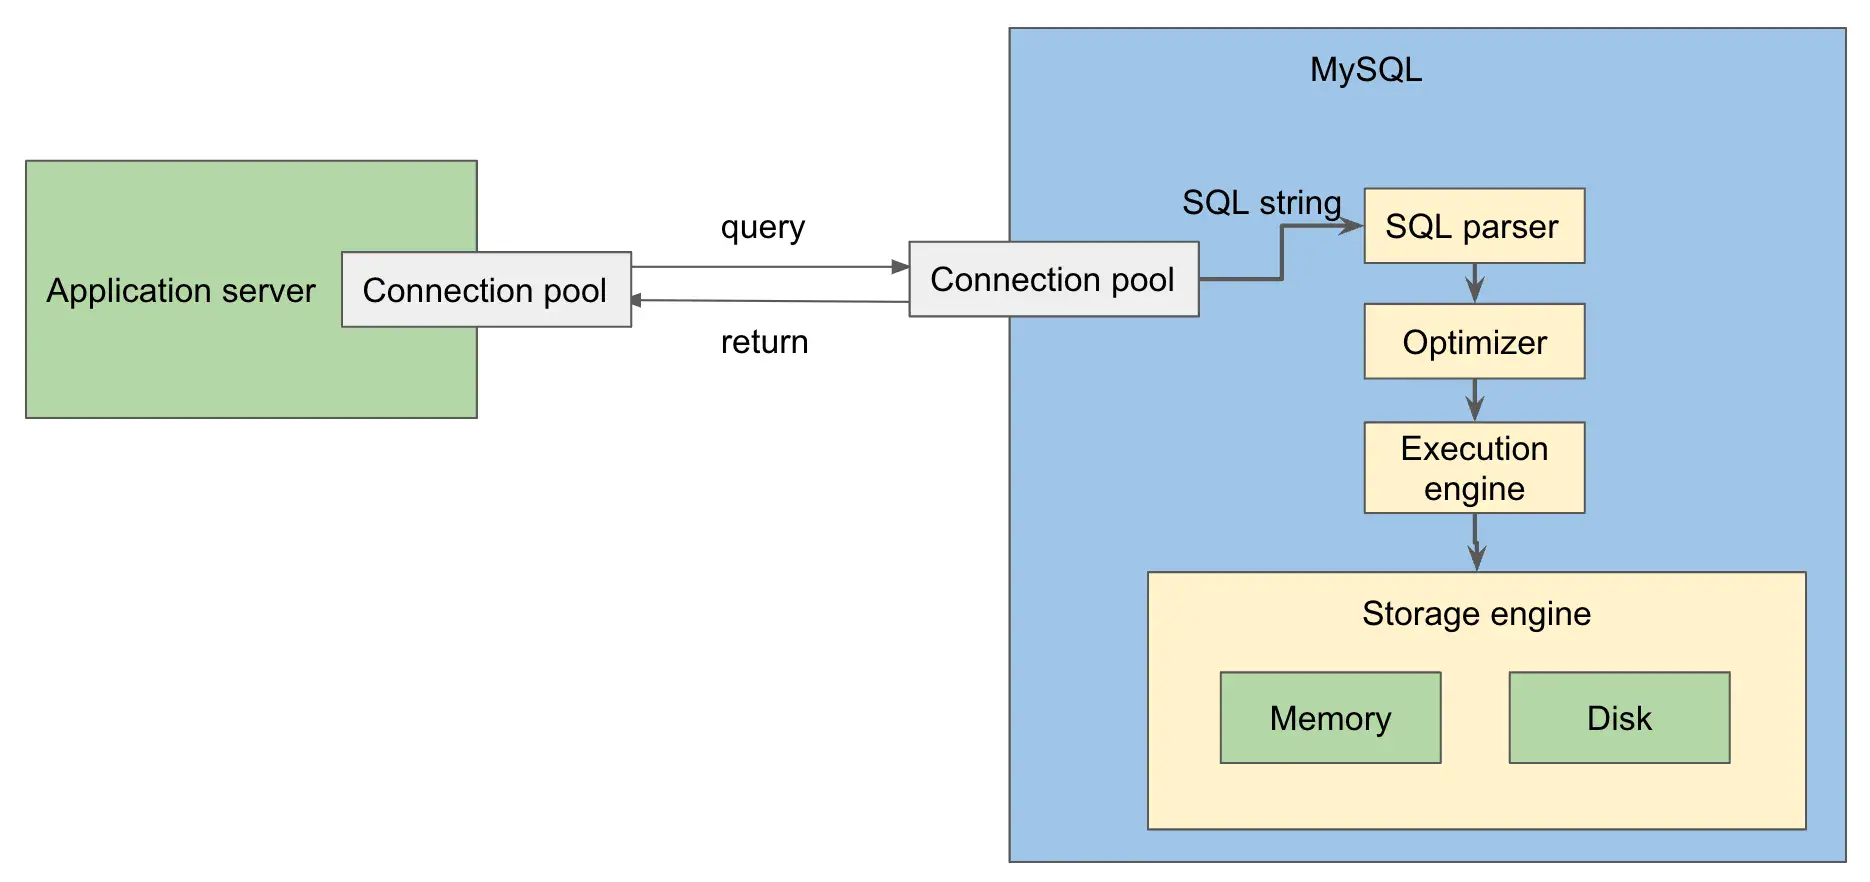 MySQL
SQL string
SQL parser
query
Application server
Connection pool
Connection pool
return
Optimizer
Execution
engine
Storage engine
Memory
Disk